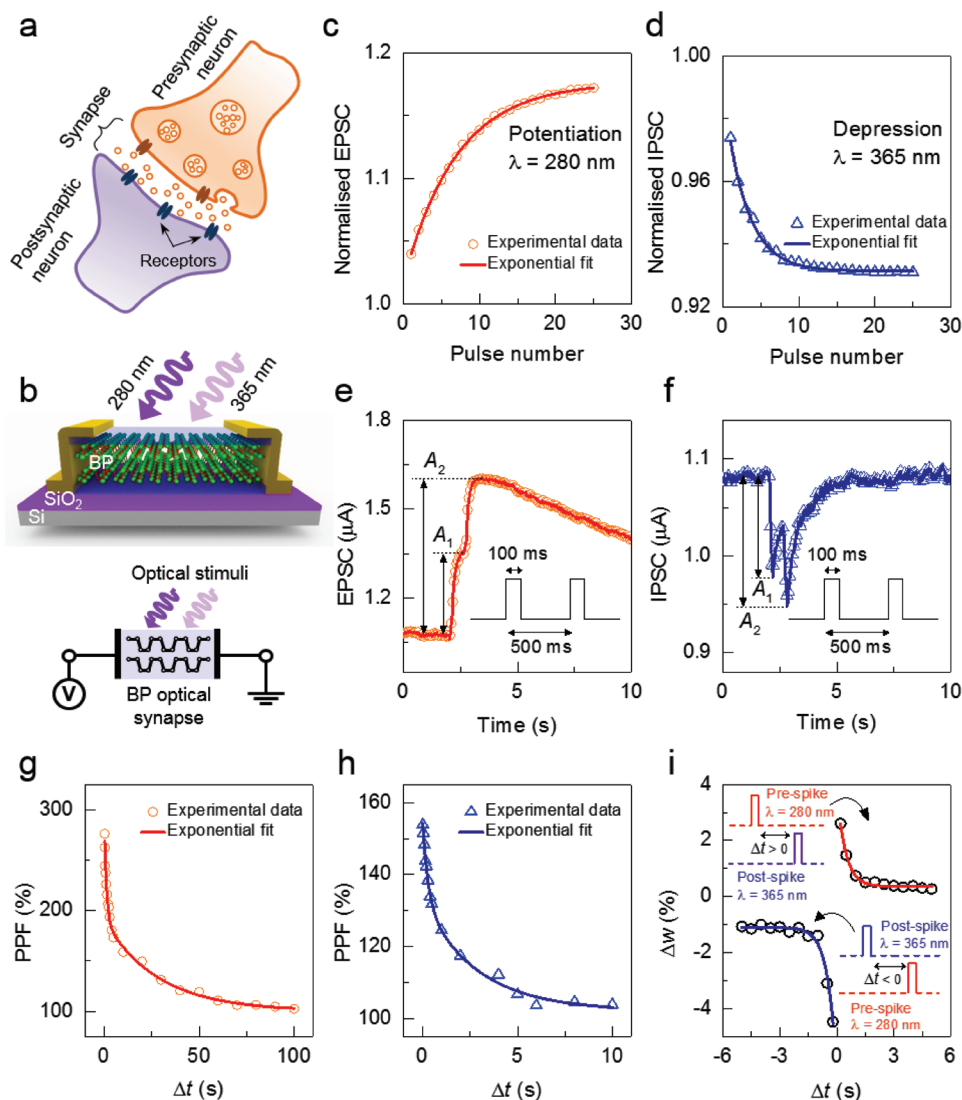 a
Presynaptic
neuron
Synapse
Postsynaptic
neuron
Receptors
b
280 nm
365 nm
BP
SiO2
Si
Optical stimuli
V
BP optical
synapse
c
Normalised EPSC
1.2
1.1
1.0
Potentiation
λ = 280 nm
Experimental data
Exponential fit
0
10
20
30
Pulse number
d
Normalised IPSC
1.00
0.96
0.92
Depression
λ = 365 nm
Experimental data
Exponential fit
0
10
20
30
Pulse number
e
EPSC (µA)
1.8
1.5
1.2
A2
A1
100 ms
500 ms
0
5
10
Time (s)
f
IPSC (µA)
1.1
1.0
0.9
A1
A2
100 ms
500 ms
0
5
10
Time (s)
g
PPF (%)
300
200
100
Experimental data
Exponential fit
0
50
100
Δt (s)
h
PPF (%)
160
140
120
100
Experimental data
Exponential fit
0
5
10
Δt (s)
i
Δw (%)
4
2
0
-2
-4
Pre-spike
λ = 280 nm
Δt > 0
Post-spike
λ = 365 nm
Post-spike
λ = 365 nm
Δt < 0
Pre-spike
λ = 280 nm
-6
-3
0
3
6
Δt (s)